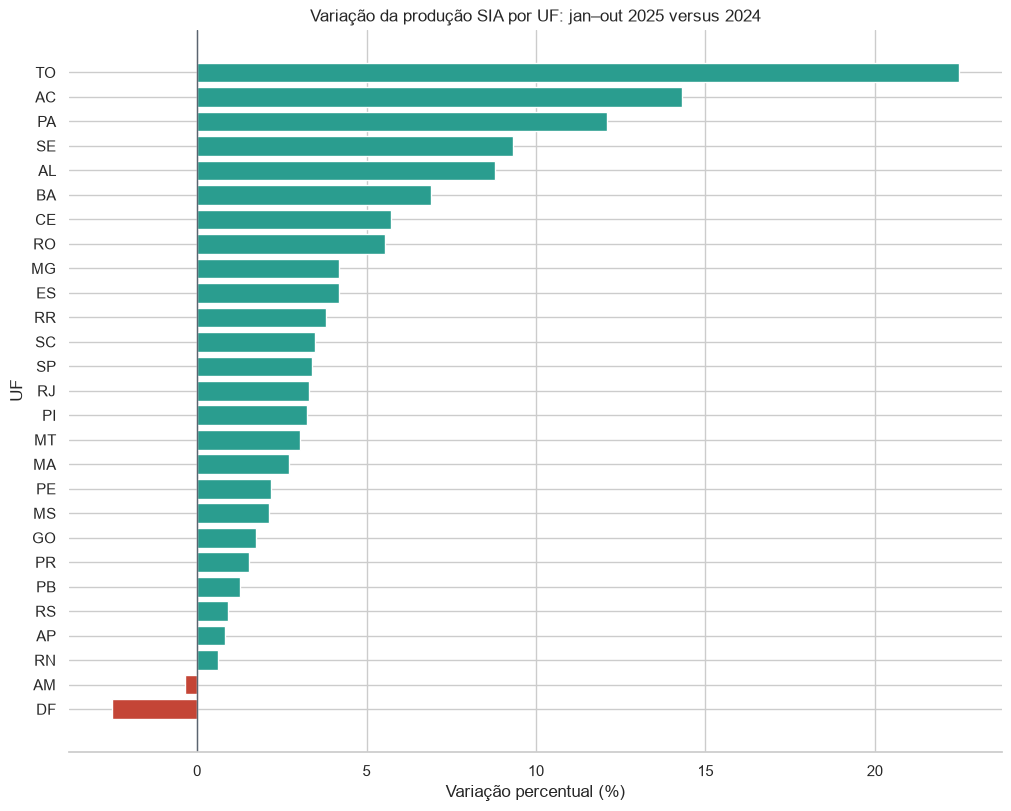 Variação da produção SIA por UF: jan–out 2025 versus 2024
TO
AC
PA
SE
AL
BA
CE
RO
MG
ES
RR
SC
SP
RJ
PI
MT
MA
PE
MS
GO
PR
PB
RS
AP
RN
AM
DF
UF
0 5 10 15 20
Variação percentual (%)